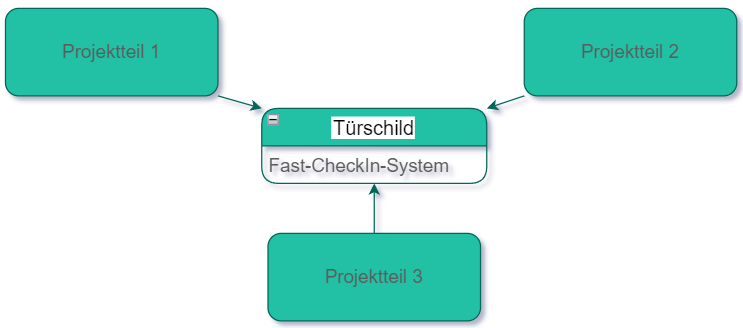 Projektteil 1
Projektteil 2
Türschild
Fast-CheckIn-System
Projektteil 3